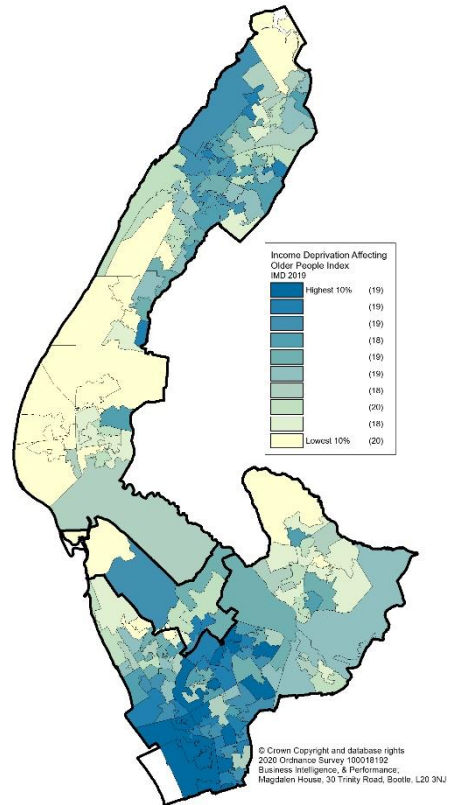 Income Deprivation Affecting
Older People Index
IMD 2019
Highest 10% (19)
(19)
(19)
(18)
(19)
(19)
(18)
(20)
(18)
Lowest 10% (20)
© Crown Copyright and database rights
2020 Ordnance Survey 100018192
Business Intelligence, & Performance,
Magdalen House, 30 Trinity Road, Bootle, L20 3NJ